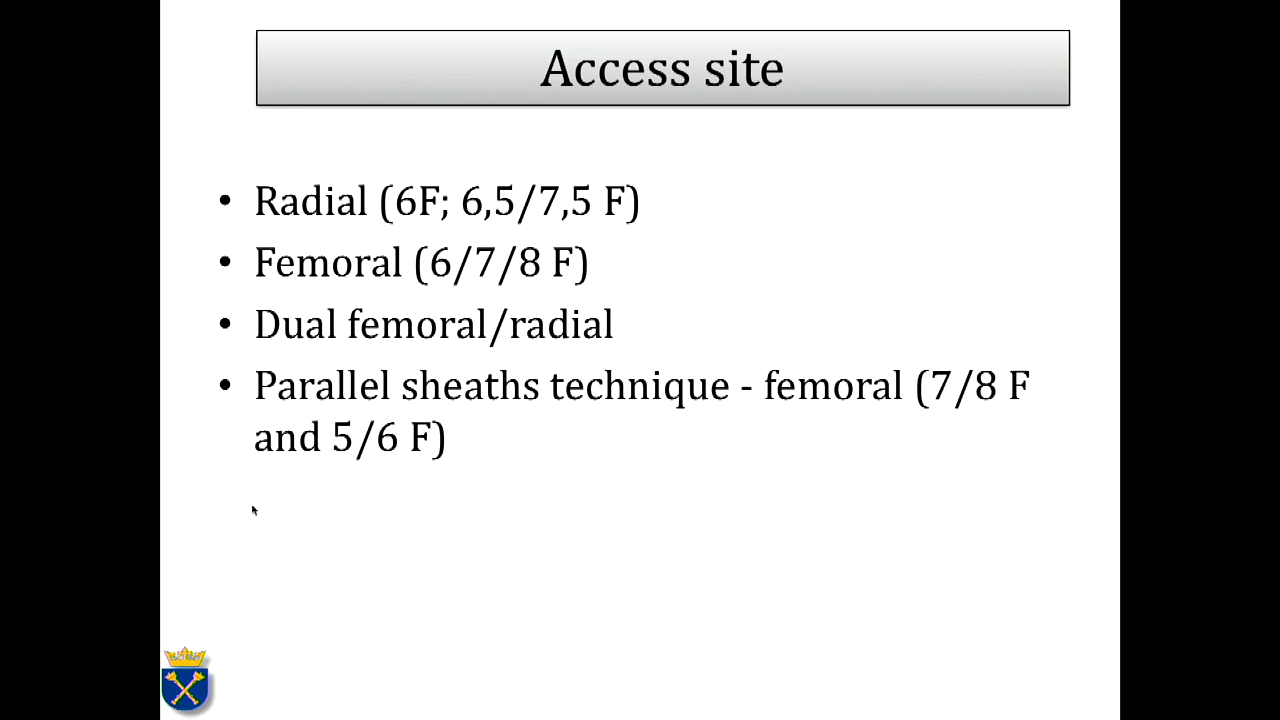 Access site
• Radial (6F; 6,5/7,5 F)
• Femoral (6/7/8 F)
• Dual femoral/radial
• Parallel sheaths technique - femoral (7/8 F
and 5/6 F)